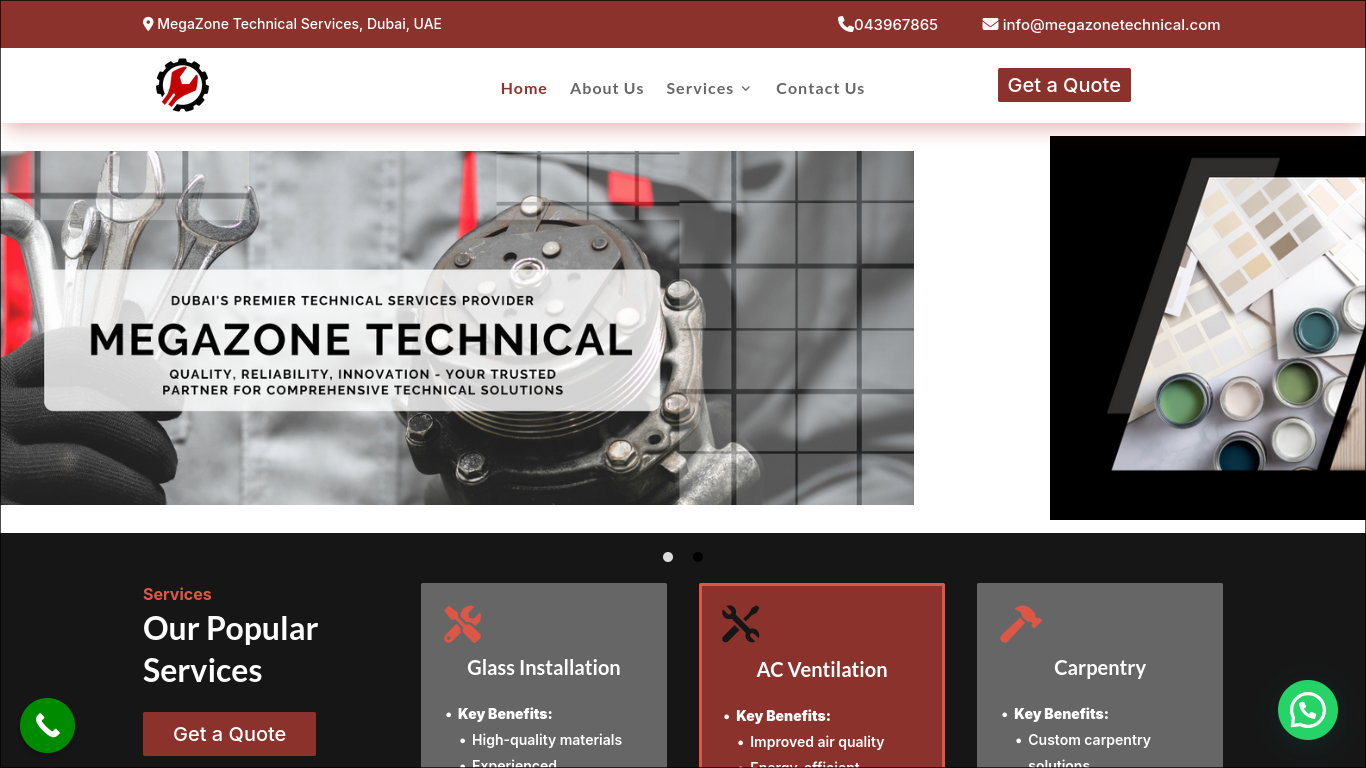 MegaZone Technical Services, Dubai, UAE
043967865
info@megazonetechnical.com
Home
About Us
Services
Contact Us
Get a Quote
DUBAI'S PREMIER TECHNICAL SERVICES PROVIDER
MEGAZONE TECHNICAL
QUALITY, RELIABILITY, INNOVATION - YOUR TRUSTED
PARTNER FOR COMPREHENSIVE TECHNICAL SOLUTIONS
Services
Our Popular
Services
Get a Quote
Glass Installation
• Key Benefits:
• High-quality materials
• Experienced
AC Ventilation
• Key Benefits:
• Improved air quality
• Energy-efficient
Carpentry
• Key Benefits:
• Custom carpentry
solutions